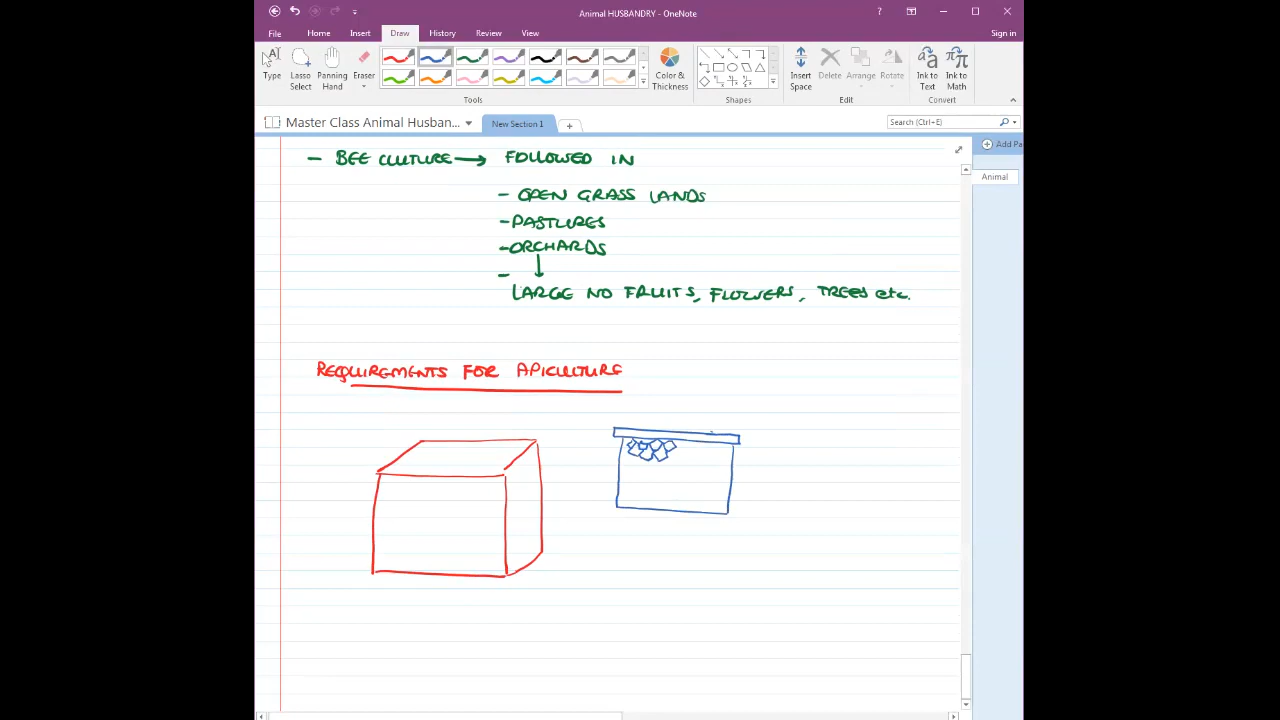 Animal HUSBANDRY - OneNote
File Home Insert Draw History Review View Sign in
Type Lasso Select Panning Hand Eraser Color & Thickness Insert Space Delete Arrange Rotate Ink to Text Ink to Math
Tools Shapes Edit Convert
Master Class Animal Husban... New Section 1 Search (Ctrl+E)
Add Pa
Animal
- BEE CULTURE → FOLLOWED IN
- OPEN GRASS LANDS
- PASTURES
- ORCHARDS
-
LARGE NO FRUITS, FLOWERS, TREES etc.
REQUIREMENTS FOR APICULTURE